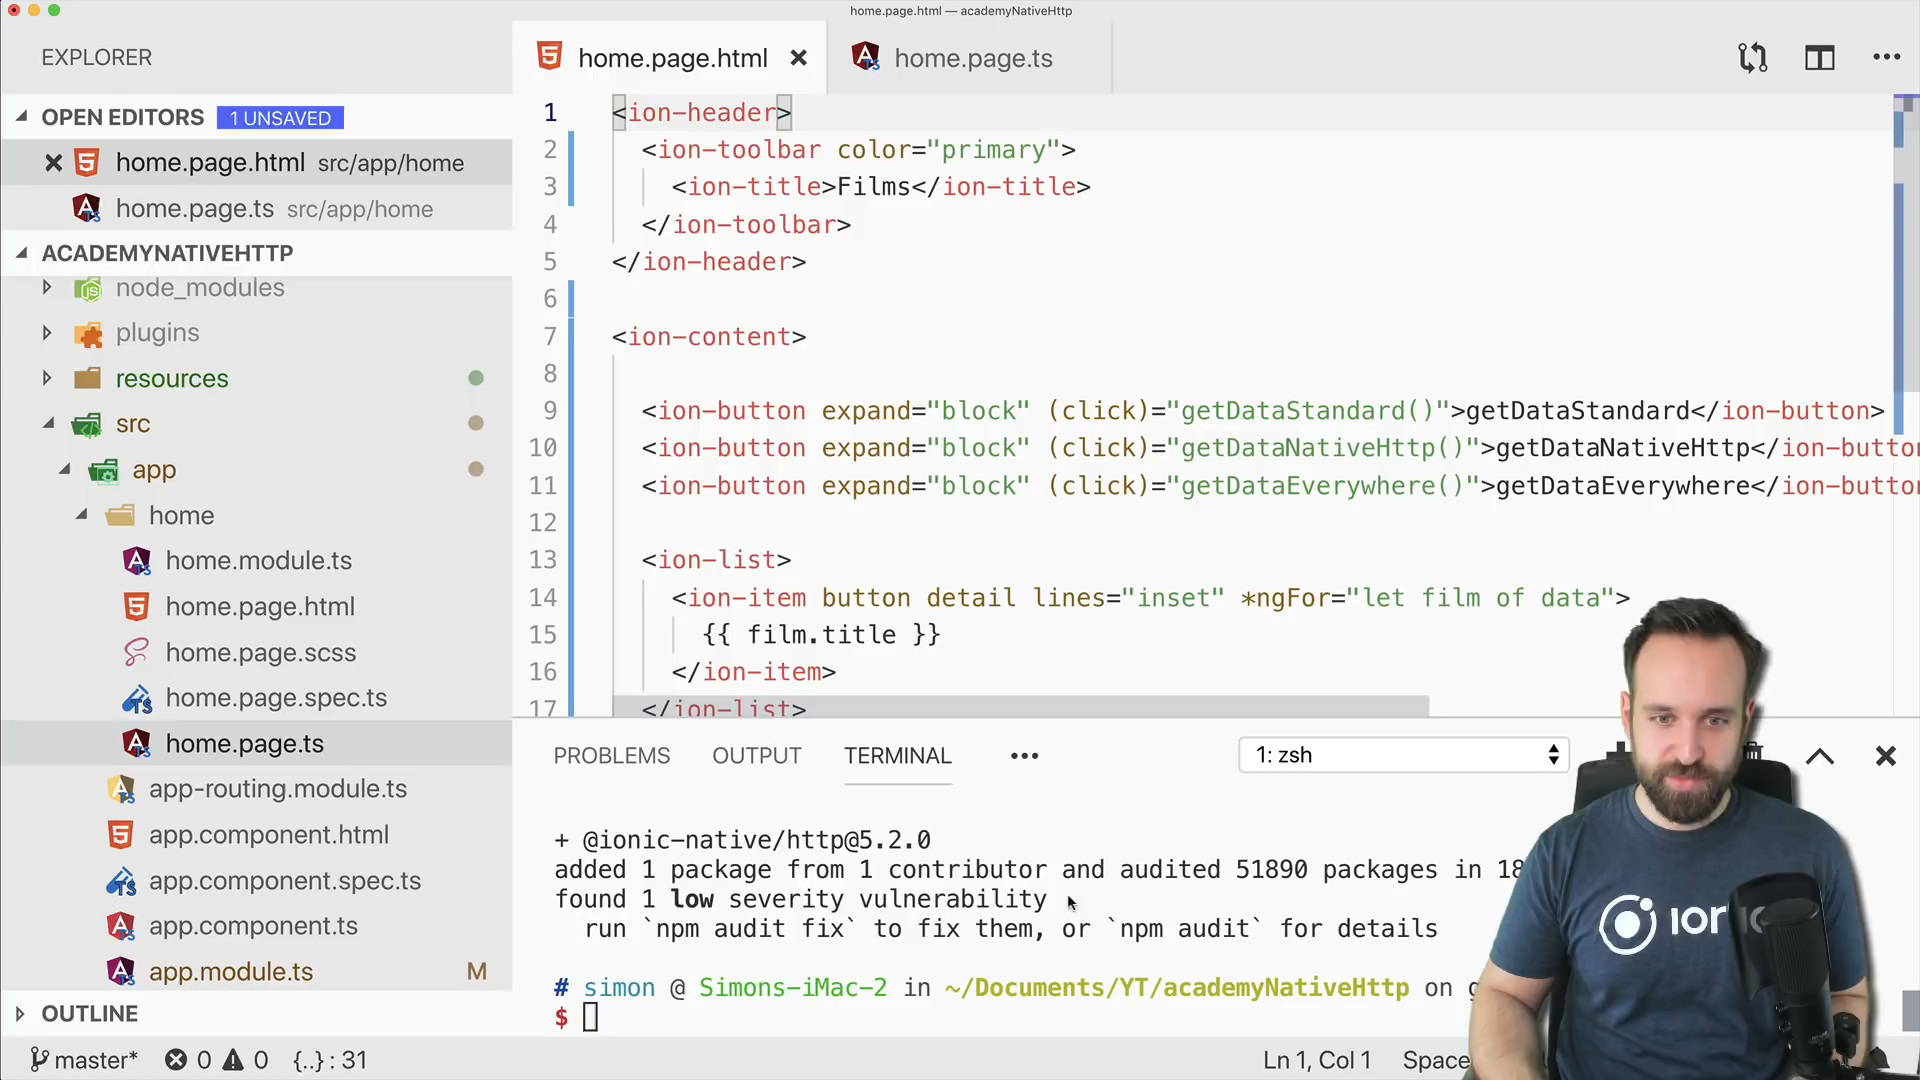 home.page.html — academyNativeHttp
EXPLORER
home.page.html
home.page.ts
OPEN EDITORS 1 UNSAVED
home.page.html src/app/home
home.page.ts src/app/home
ACADEMYNATIVEHTTP
node_modules
plugins
resources
src
app
home
home.module.ts
home.page.html
home.page.scss
home.page.spec.ts
home.page.ts
app-routing.module.ts
app.component.html
app.component.spec.ts
app.component.ts
app.module.ts M
OUTLINE
1 <ion-header>
2 <ion-toolbar color="primary">
3 <ion-title>Films</ion-title>
4 </ion-toolbar>
5 </ion-header>
6
7 <ion-content>
8
9 <ion-button expand="block" (click)="getDataStandard()">getDataStandard</ion-button>
10 <ion-button expand="block" (click)="getDataNativeHttp()">getDataNativeHttp</ion-button
11 <ion-button expand="block" (click)="getDataEverywhere()">getDataEverywhere</ion-button
12
13 <ion-list>
14 <ion-item button detail lines="inset" *ngFor="let film of data">
15 {{ film.title }}
16 </ion-item>
17 </ion-list>
PROBLEMS OUTPUT TERMINAL 1: zsh
+ @ionic-native/http@5.2.0
added 1 package from 1 contributor and audited 51890 packages in 18
found 1 low severity vulnerability
run `npm audit fix` to fix them, or `npm audit` for details
# simon @ Simons-iMac-2 in ~/Documents/YT/academyNativeHttp on g
$
master* 0 0 {..} : 31
Ln 1, Col 1 Space